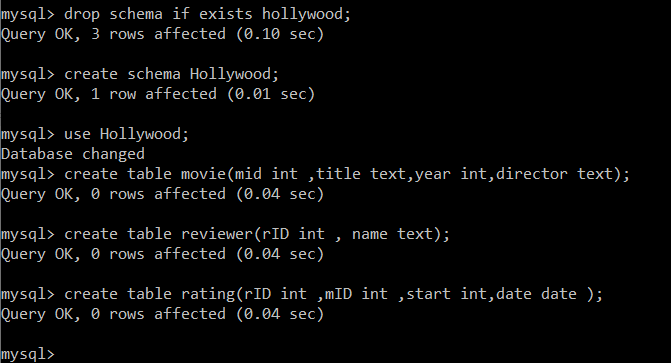 mysql> drop schema if exists hollywood;
Query OK, 3 rows affected (0.10 sec)
mysql> create schema Hollywood;
Query OK, 1 row affected (0.01 sec)
mysql> use Hollywood;
Database changed
mysql> create table movie(mid int ,title text,year int,director text);
Query OK, 0 rows affected (0.04 sec)
mysql> create table reviewer(rID int , name text);
Query OK, 0 rows affected (0.04 sec)
mysql> create table rating(rID int ,mID int ,start int,date date );
Query OK, 0 rows affected (0.04 sec)
mysql>